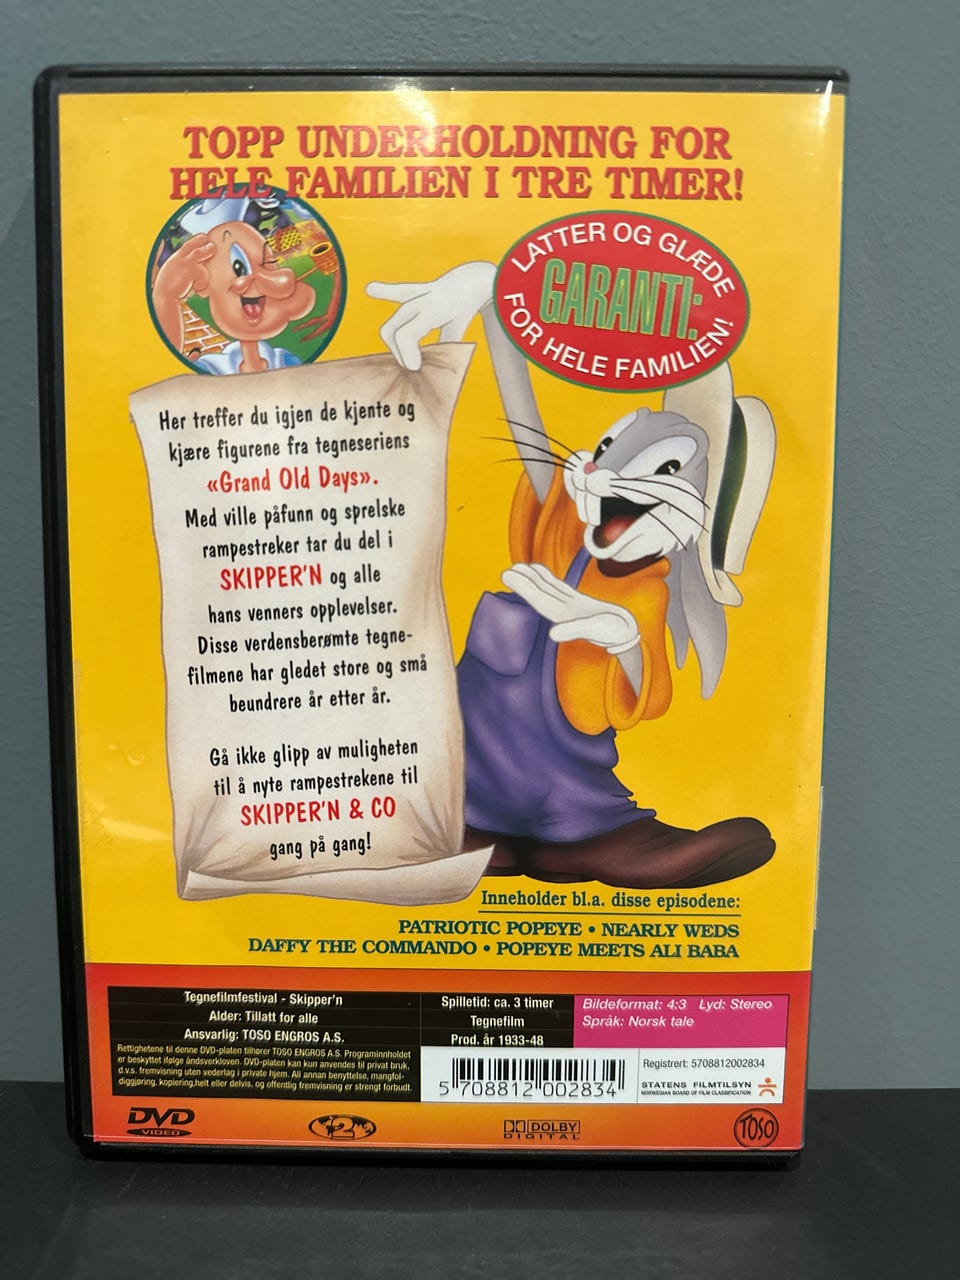 TOPP UNDERHOLDNING FOR
HELE FAMILIEN I TRE TIMER!
LATTER OG GLÆDE
GARANTI:
FOR HELE FAMILIEN!
Her treffer du igjen de kjente og
kjære figurene fra tegneseriens
«Grand Old Days».
Med ville påfunn og sprelske
rampestreker tar du del i
SKIPPER'N og alle
hans venners opplevelser.
Disse verdensberømte tegne-
filmene har gledet store og små
beundrere år etter år.
Gå ikke glipp av muligheten
til å nyte rampestrekene til
SKIPPER'N & CO
gang på gang!
Inneholder bl.a. disse episodene:
PATRIOTIC POPEYE • NEARLY WEDS
DAFFY THE COMMANDO • POPEYE MEETS ALI BABA
Tegnefilmfestival - Skipper'n
Alder: Tillatt for alle
Ansvarlig: TOSO ENGROS A.S.
Spilletid: ca. 3 timer
Tegnefilm
Prod. år 1933-48
Bildeformat: 4:3 Lyd: Stereo
Språk: Norsk tale
Rettighetene til denne DVD-platen tilhører TOSO ENGROS A.S. Programinnholdet
er beskyttet ifølge åndsverkloven. DVD-platen kan kun anvendes til privat bruk,
d.v.s. fremvisning uten vederlag i private hjem. All annan benyttelse, mangfol-
diggjøring, kopiering,helt eller delvis, og offentlig fremvisning er strengt forbudt.
5 708812 002834
Registrert: 5708812002834
STATENS FILMTILSYN
NORWEGIAN BOARD OF FILM CLASSIFICATION
DVD
VIDEO
2
DOLBY
DIGITAL
TOSO